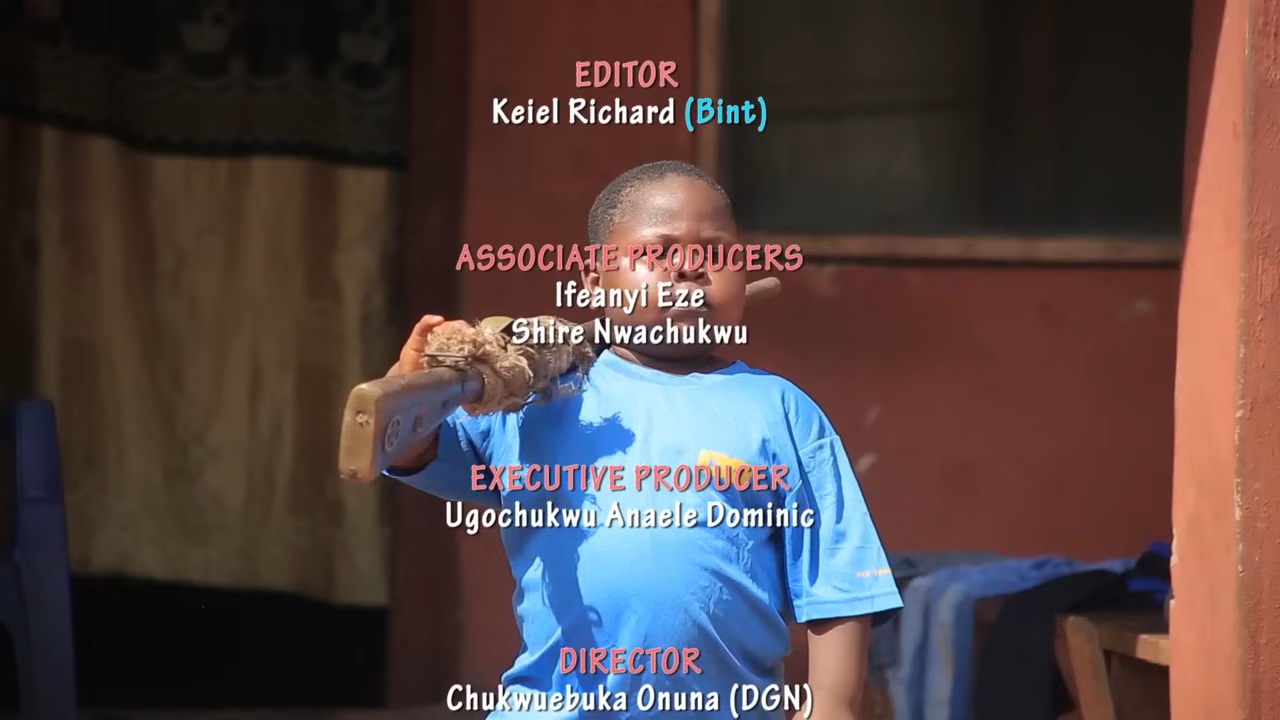 EDITOR
Keiel Richard (Bint)
ASSOCIATE PRODUCERS
Ifeanyi Eze
Shire Nwachukwu
EXECUTIVE PRODUCER
Ugochukwu Anaele Dominic
DIRECTOR
Chukwuebuka Onuna (DGN)